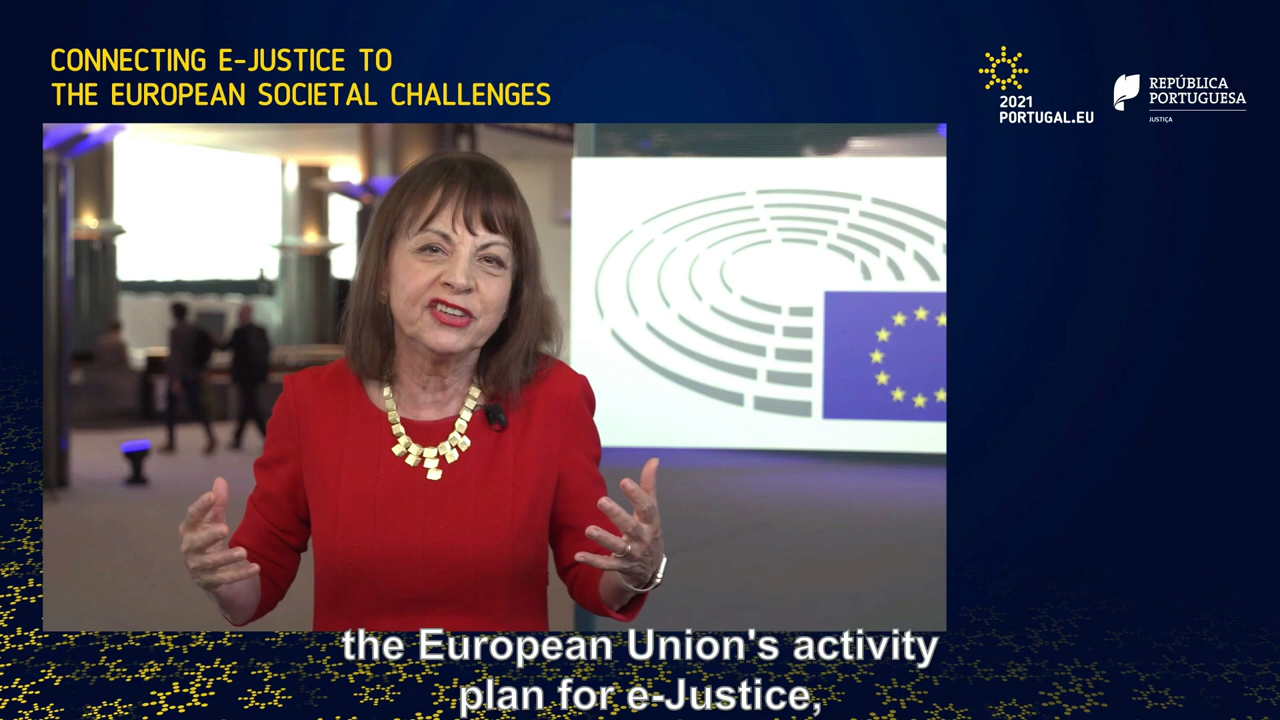 CONNECTING E-JUSTICE TO
THE EUROPEAN SOCIETAL CHALLENGES
2021
PORTUGAL.EU
REPÚBLICA
PORTUGUESA
JUSTIÇA
the European Union's activity
plan for e-Justice,